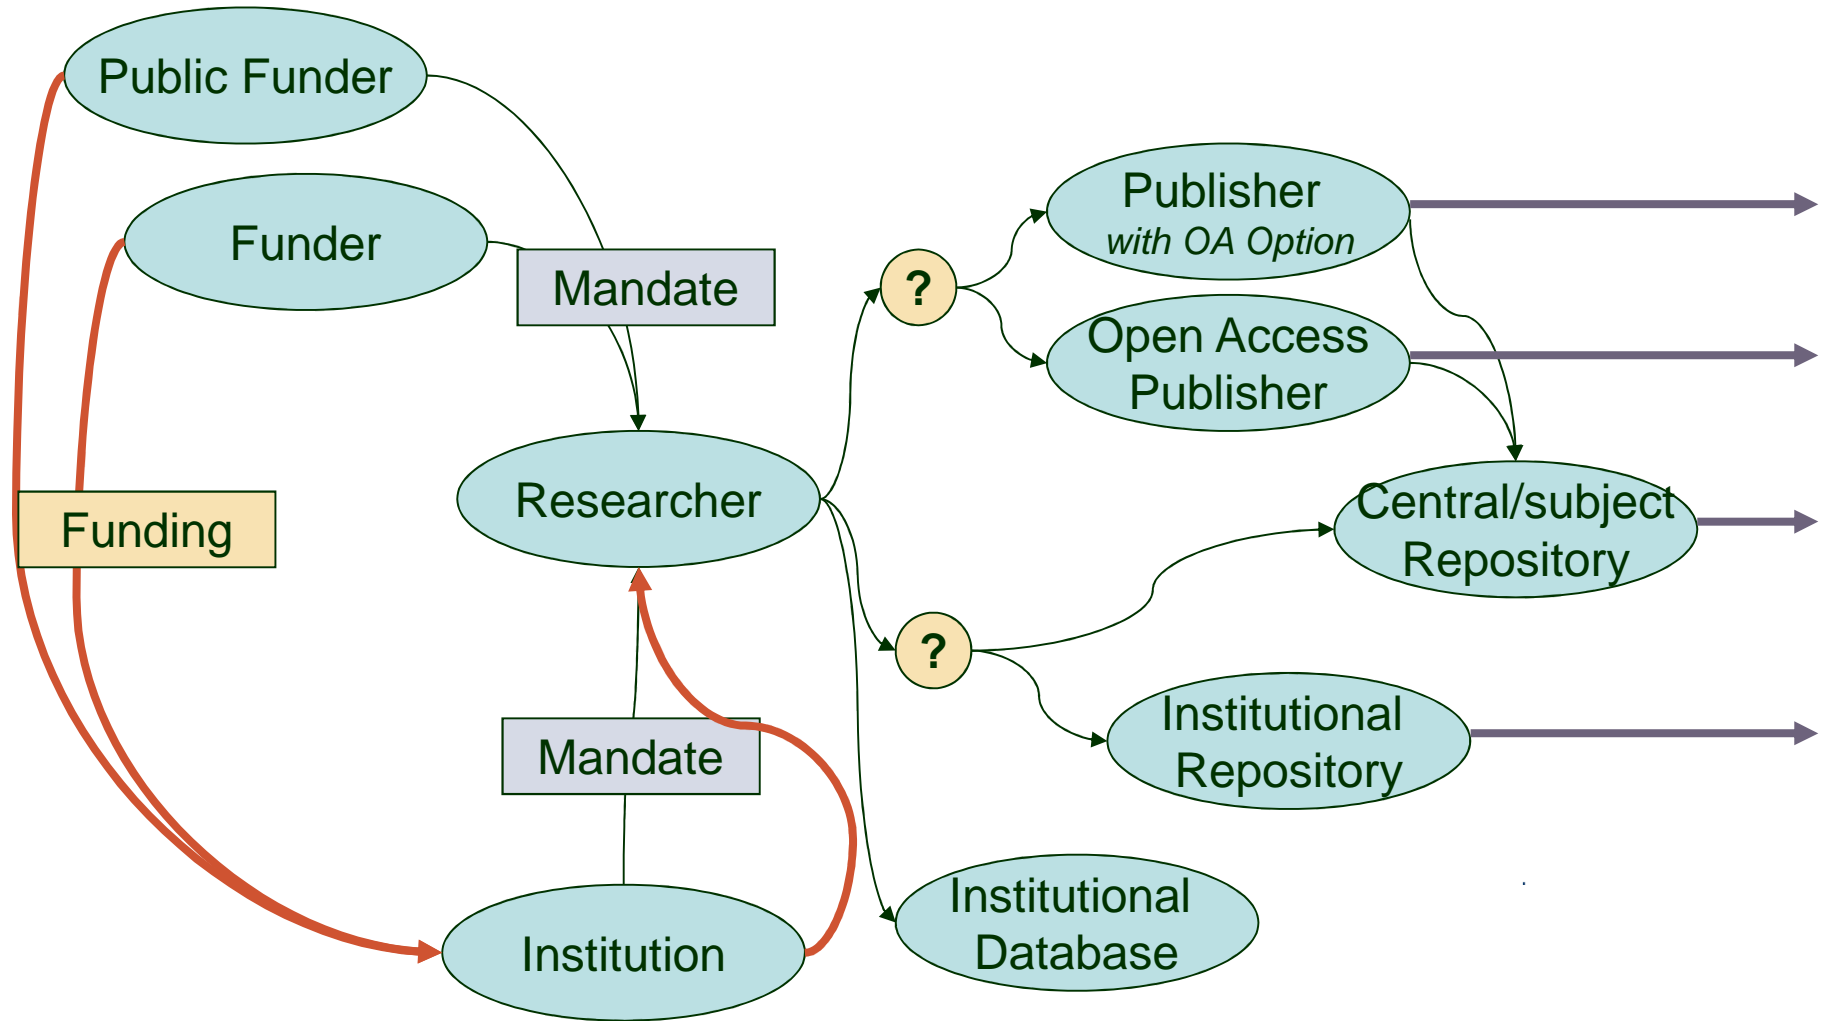 Public Funder
Funder
Mandate
Publisher
with OA Option
?
Open Access
Publisher
Researcher
Funding
Central/subject
Repository
?
Institutional
Repository
Mandate
Institutional
Database
Institution